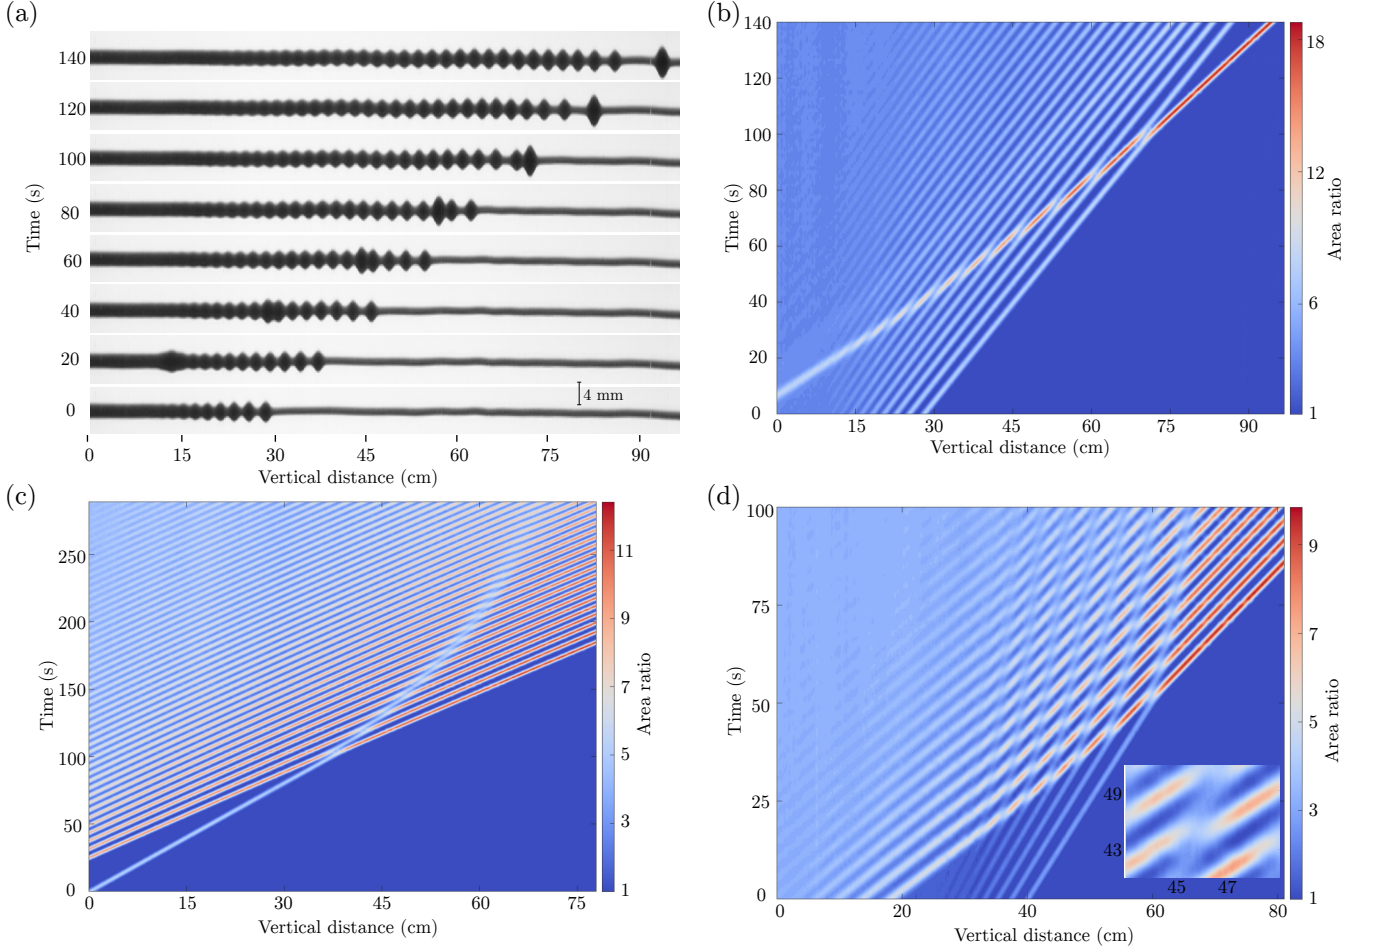 (a)
140
120
100
80
60
40
20
0
Time (s)
4 mm
0 15 30 45 60 75 90
Vertical distance (cm)
(b)
140
120
100
80
60
40
20
0
Time (s)
0 15 30 45 60 75 90
Vertical distance (cm)
18
12
6
1
Area ratio
(c)
250
200
150
100
50
0
Time (s)
0 15 30 45 60 75
Vertical distance (cm)
11
9
7
5
3
1
Area ratio
(d)
100
75
50
25
0
Time (s)
49
43
45 47
0 20 40 60 80
Vertical distance (cm)
9
7
5
3
1
Area ratio